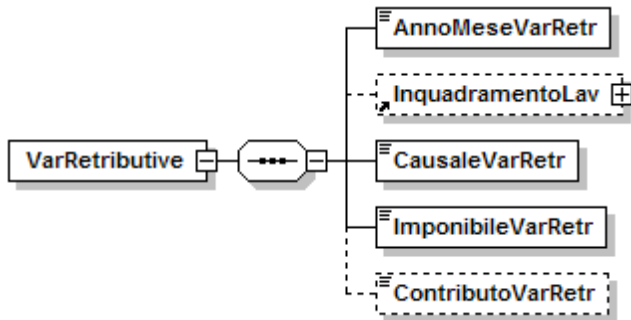 AnnoMeseVarRetr
InquadramentoLav
VarRetributive
CausaleVarRetr
ImponibileVarRetr
ContributoVarRetr